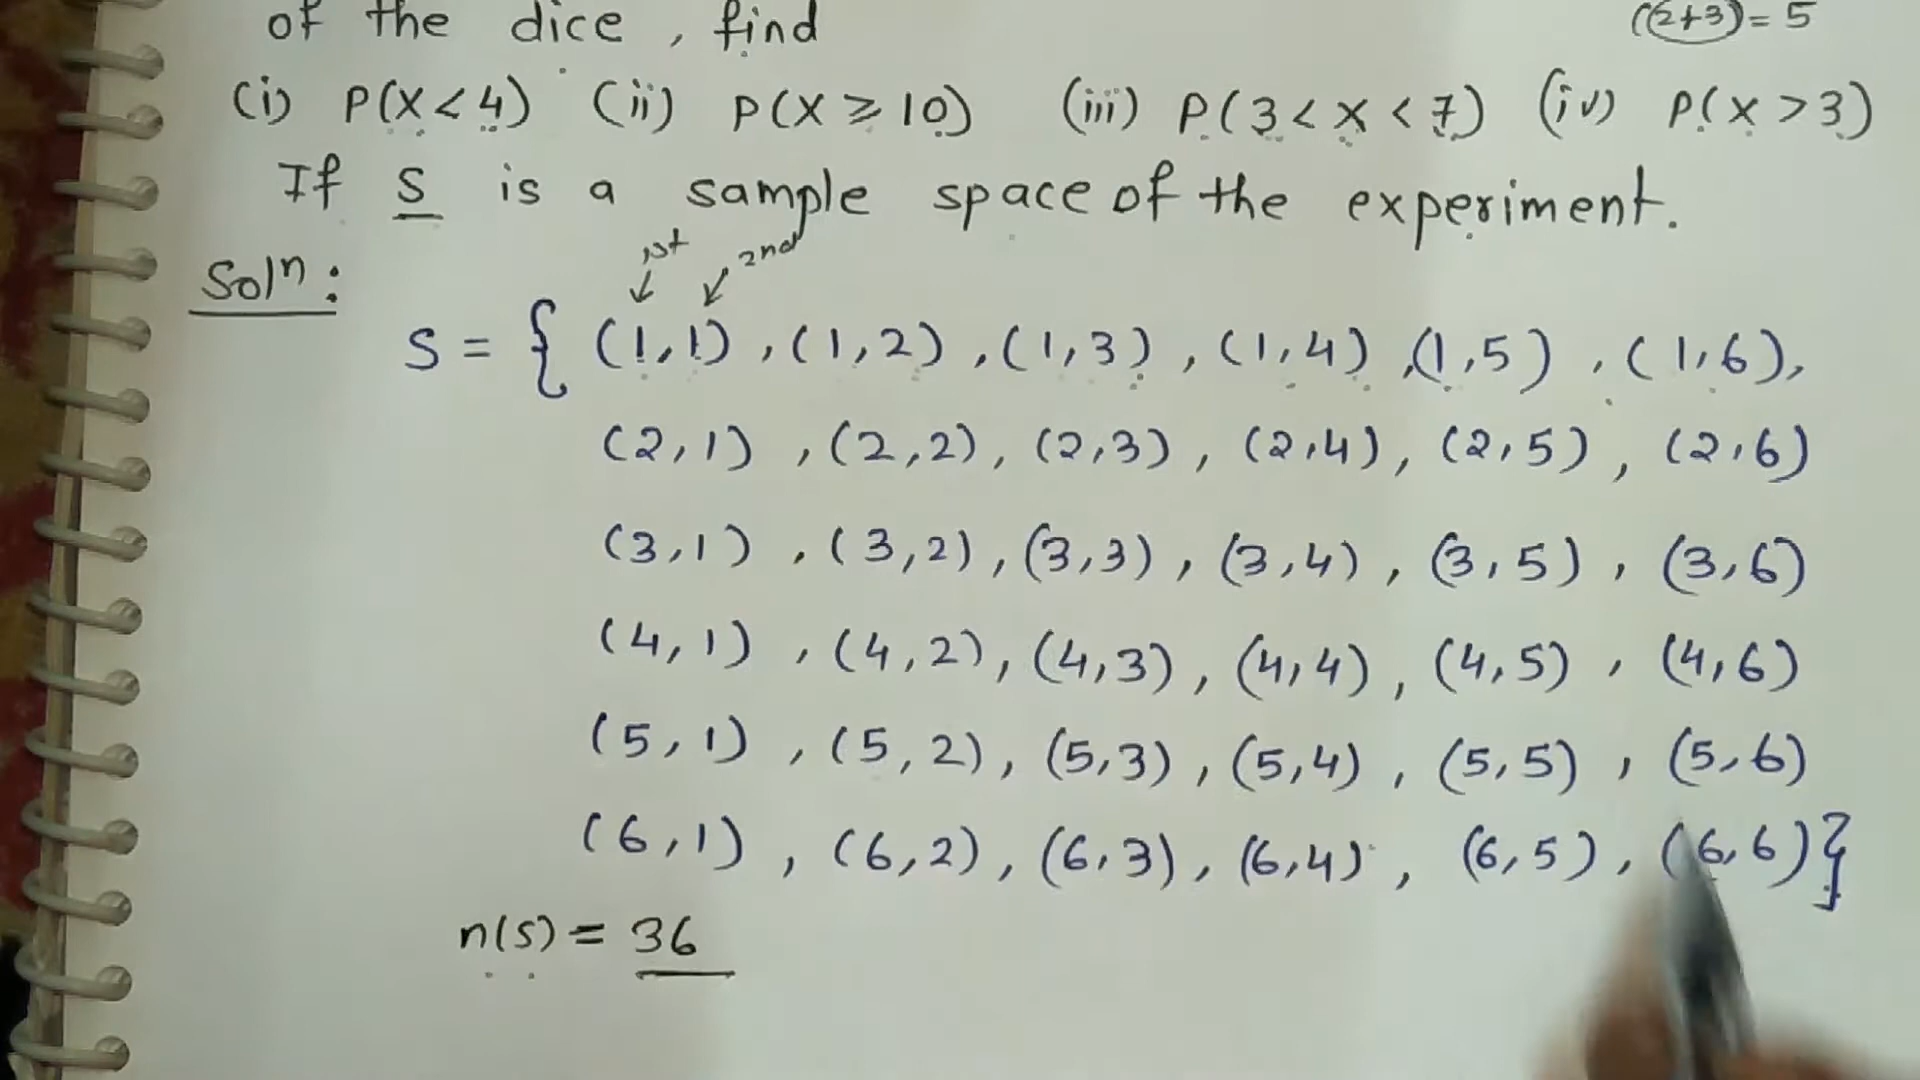 of the dice, find
(2+3) = 5
(i) P(X < 4) (ii) P(X ≥ 10) (iii) P(3 < x < 7) (iv) P(x > 3)
If S is a sample space of the experiment.
1st 2nd
Solⁿ:
S = { (1,1), (1,2), (1,3), (1,4), (1,5), (1,6),
(2,1), (2,2), (2,3), (2,4), (2,5), (2,6)
(3,1), (3,2), (3,3), (3,4), (3,5), (3,6)
(4,1), (4,2), (4,3), (4,4), (4,5), (4,6)
(5,1), (5,2), (5,3), (5,4), (5,5), (5,6)
(6,1), (6,2), (6,3), (6,4), (6,5), (6,6)}
n(S) = 36